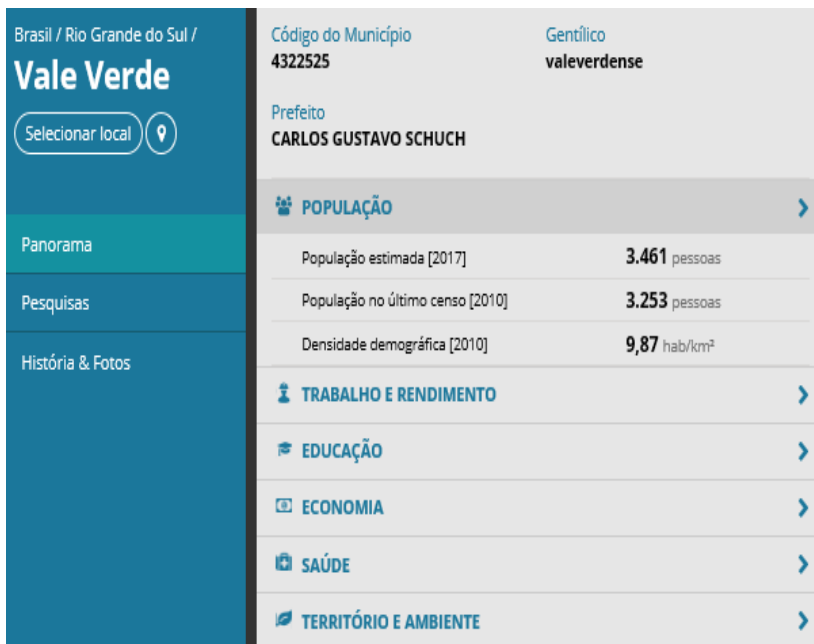 Brasil / Rio Grande do Sul /
Vale Verde
Selecionar local
Panorama
Pesquisas
História & Fotos
Código do Município
4322525
Gentílico
valeverdense
Prefeito
CARLOS GUSTAVO SCHUCH
POPULAÇÃO
População estimada [2017] 3.461 pessoas
População no último censo [2010] 3.253 pessoas
Densidade demográfica [2010] 9,87 hab/km²
TRABALHO E RENDIMENTO
EDUCAÇÃO
ECONOMIA
SAÚDE
TERRITÓRIO E AMBIENTE